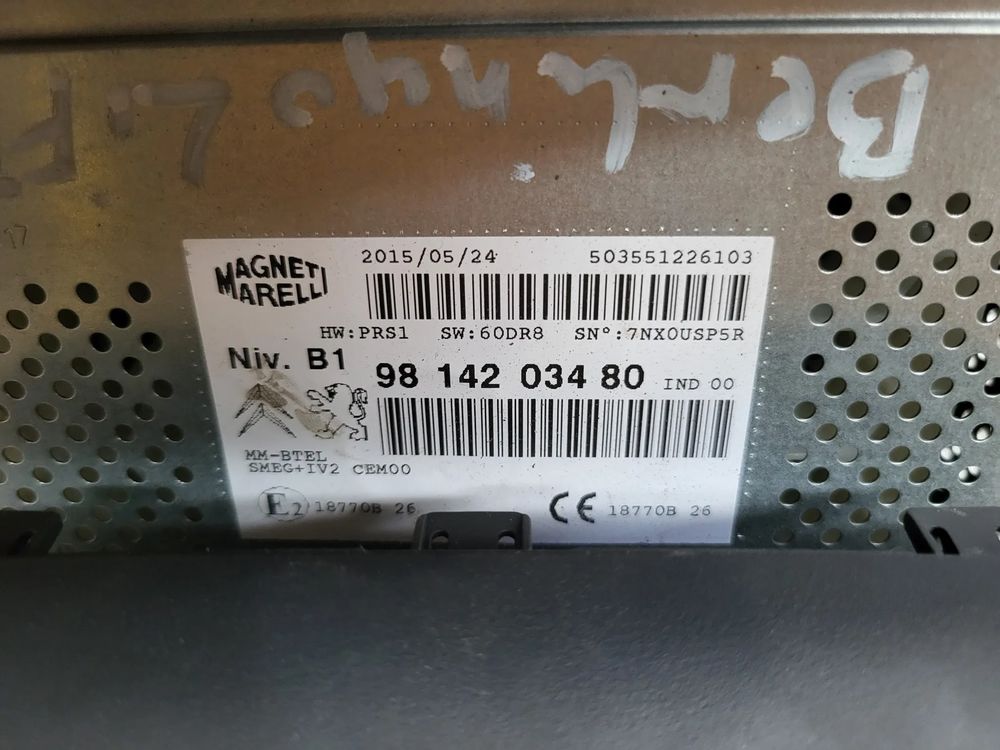 Berlingo
17
MAGNETI MARELLI
2015/05/24 503551226103
HW:PRS1 SW:60DR8 SN°:7NX0USP5R
Niv. B1 98 142 034 80 IND 00
MM-BTEL
SMEG+IV2 CEM00
E2 18770B 26 CE 18770B 26